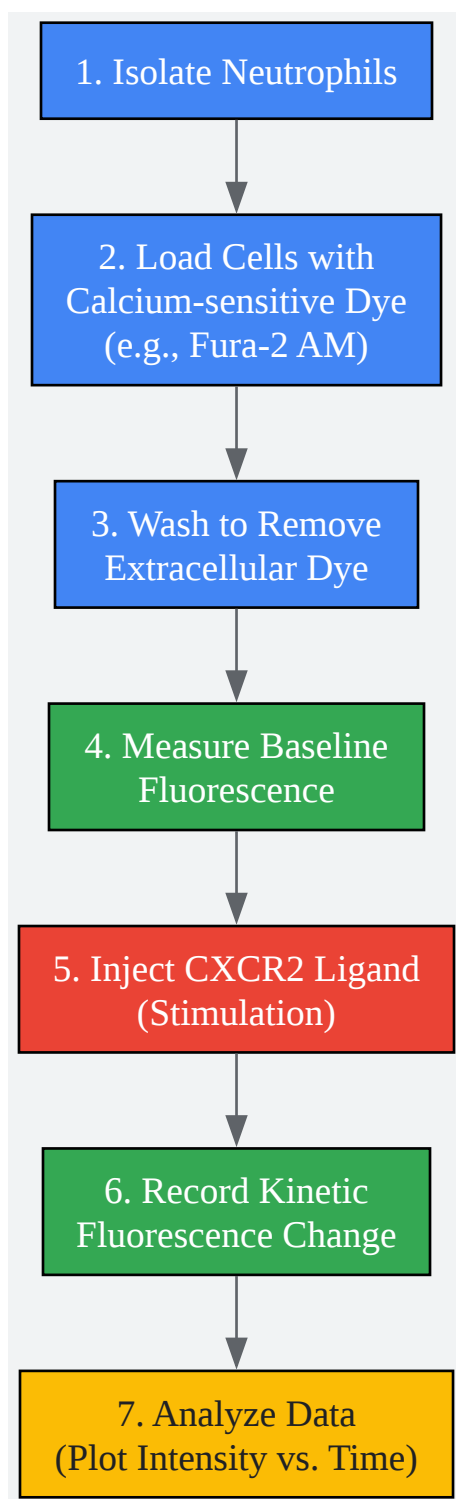 1. Isolate Neutrophils
2. Load Cells with
Calcium-sensitive Dye
(e.g., Fura-2 AM)
3. Wash to Remove
Extracellular Dye
4. Measure Baseline
Fluorescence
5. Inject CXCR2 Ligand
(Stimulation)
6. Record Kinetic
Fluorescence Change
7. Analyze Data
(Plot Intensity vs. Time)